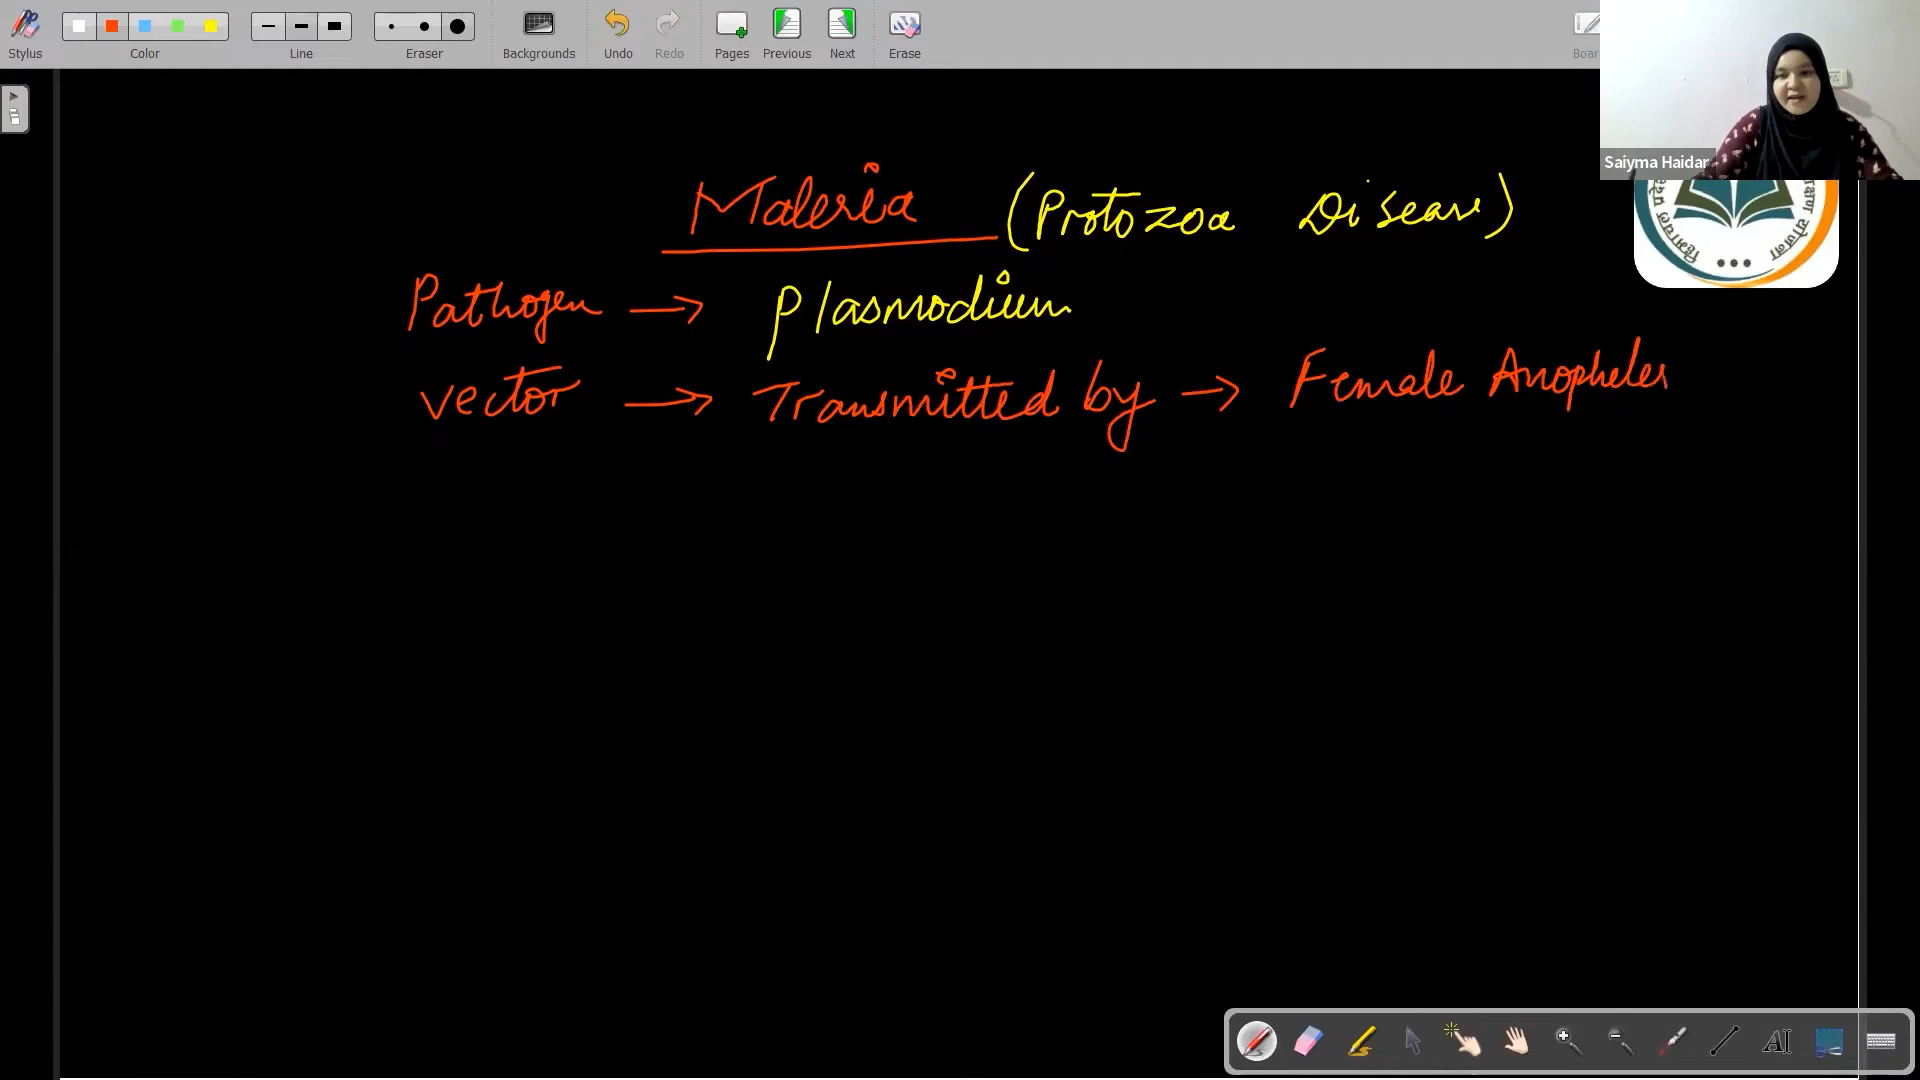 Stylus Color Line Eraser Backgrounds Undo Redo Pages Previous Next Erase
Saiyma Haidar
Maleria (Protozoa Disease)
Pathogen → Plasmodium
Vector → Transmitted by → Female Anopheles